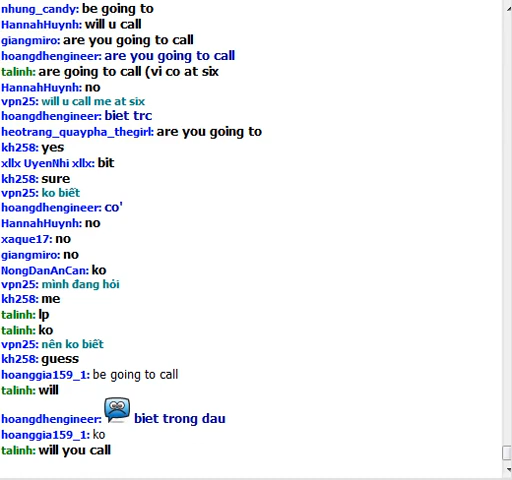 nhung_candy: be going to
HannahHuynh: will u call
giangmiro: are you going to call
hoangdhengineer: are you going to call
talinh: are going to call (vi co at six
HannahHuynh: no
vpn25: will u call me at six
hoangdhengineer: biet trc
heotrang_quaypha_thegirl: are you going to
kh258: yes
xllx UyenNhi xllx: bit
kh258: sure
vpn25: ko biết
hoangdhengineer: co'
HannahHuynh: no
xaque17: no
giangmiro: no
NongDanAnCan: ko
vpn25: mình đang hỏi
kh258: me
talinh: lp
talinh: ko
vpn25: nên ko biết
kh258: guess
hoanggia159_1: be going to call
talinh: will
hoangdhengineer: biet trong dau
hoanggia159_1: ko
talinh: will you call